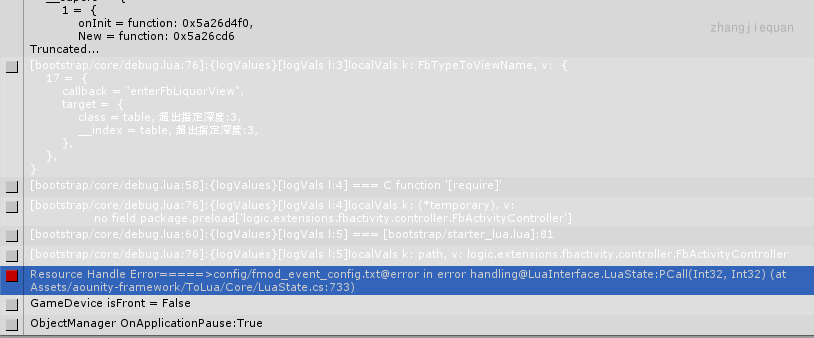 1 = {
onInit = function: 0x5a26d4f0,
New = function: 0x5a26cd6
Truncated...
zhangjiequan
[bootstrap/core/debug.lua:76]:{logValues}[logVals l:3]localVals k: FbTypeToViewName, v: {
17 = {
callback = "enterFbLiquorView",
target = {
class = table, 超出指定深度:3,
__index = table, 超出指定深度:3,
},
},
}
[bootstrap/core/debug.lua:58]:{logValues}[logVals l:4] === C function '[require]'
[bootstrap/core/debug.lua:76]:{logValues}[logVals l:4]localVals k: (*temporary), v:
no field package.preload['logic.extensions.fbactivity.controller.FbActivityController']
[bootstrap/core/debug.lua:60]:{logValues}[logVals l:5] === [bootstrap/starter_lua.lua]:81
[bootstrap/core/debug.lua:76]:{logValues}[logVals l:5]localVals k: path, v: logic.extensions.fbactivity.controller.FbActivityController
Resource Handle Error=====>config/fmod_event_config.txt@error in error handling@LuaInterface.LuaState:PCall(Int32, Int32) (at
Assets/aounity-framework/ToLua/Core/LuaState.cs:733)
GameDevice isFront = False
ObjectManager OnApplicationPause:True